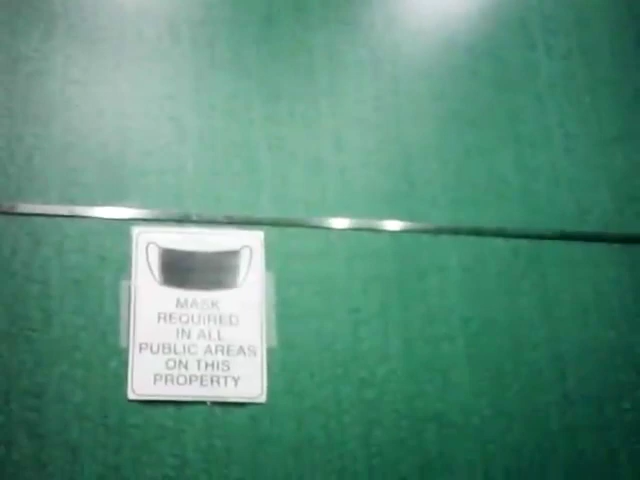 MASK
REQUIRED
IN ALL
PUBLIC AREAS
ON THIS
PROPERTY